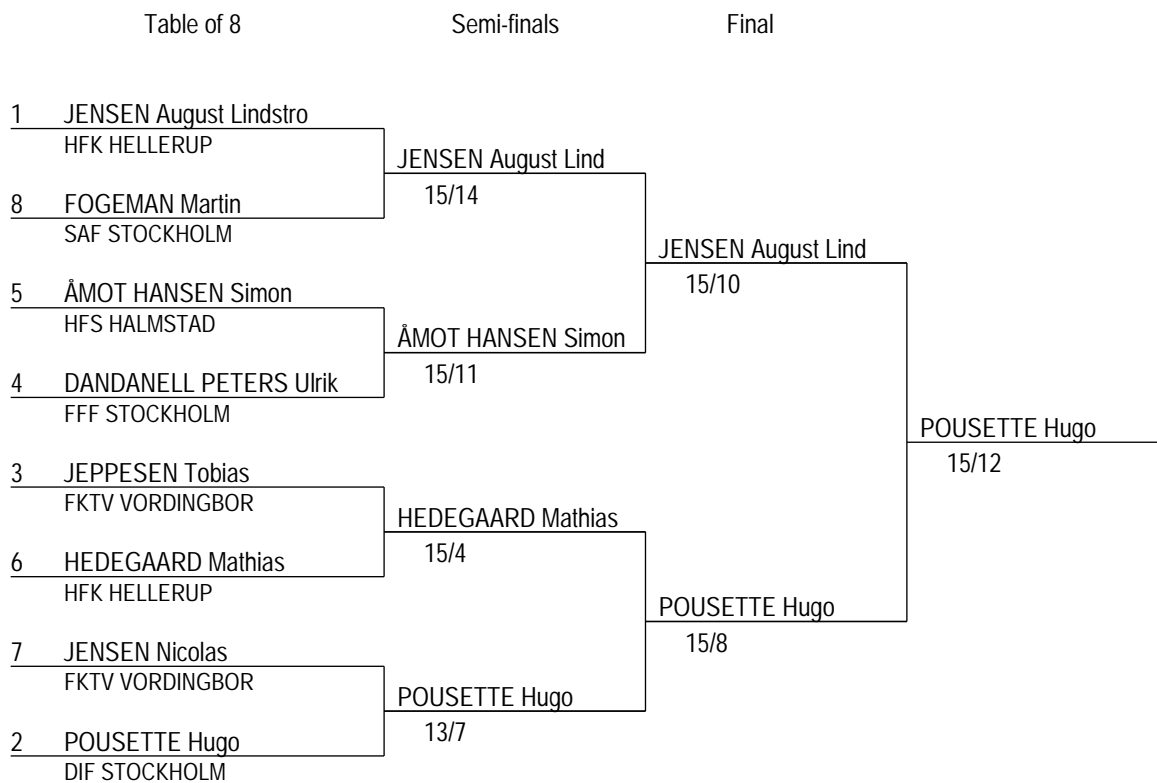 Table of 8 Semi-finals Final
1 JENSEN August Lindstro
HFK HELLERUP
JENSEN August Lind
15/14
8 FOGEMAN Martin
SAF STOCKHOLM
JENSEN August Lind
15/10
5 ÅMOT HANSEN Simon
HFS HALMSTAD
ÅMOT HANSEN Simon
15/11
4 DANDANELL PETERS Ulrik
FFF STOCKHOLM
POUSETTE Hugo
15/12
3 JEPPESEN Tobias
FKTV VORDINGBOR
HEDEGAARD Mathias
15/4
6 HEDEGAARD Mathias
HFK HELLERUP
POUSETTE Hugo
15/8
7 JENSEN Nicolas
FKTV VORDINGBOR
POUSETTE Hugo
13/7
2 POUSETTE Hugo
DIF STOCKHOLM